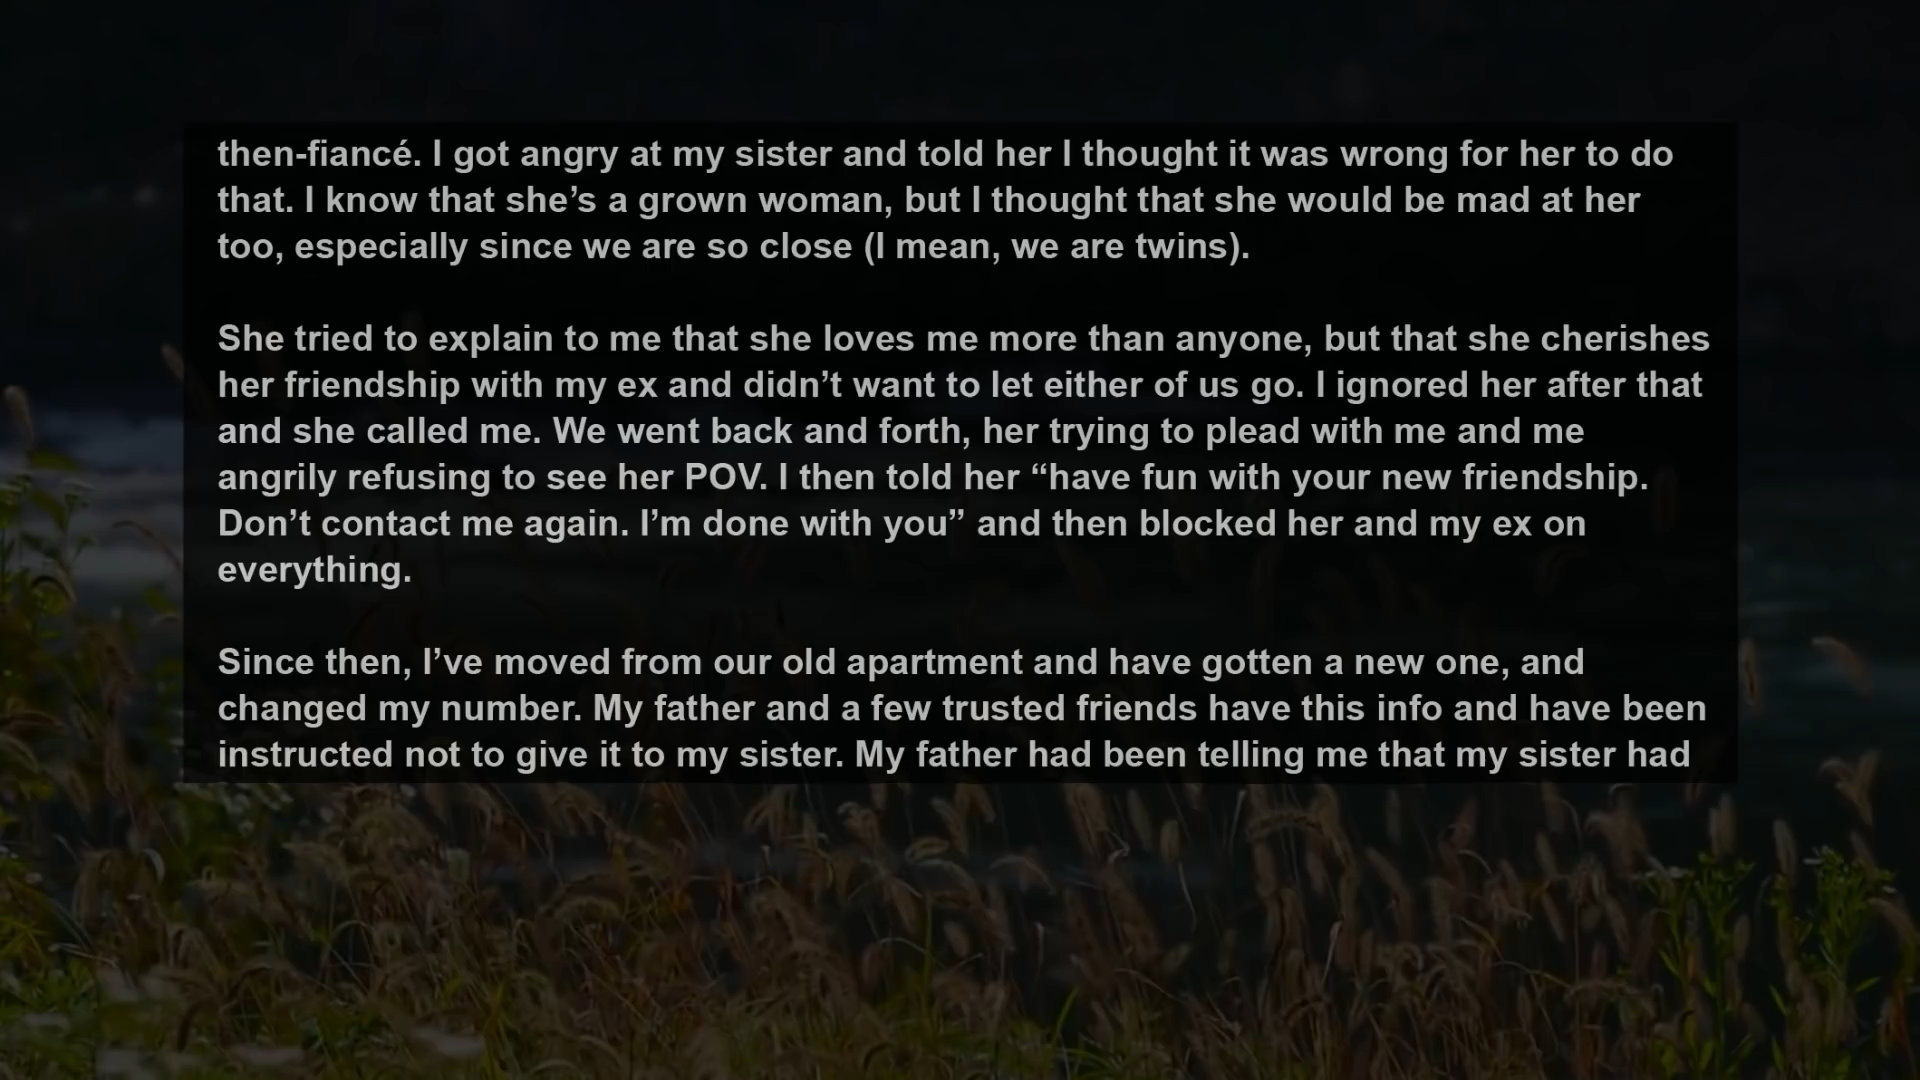 then-fiancé. I got angry at my sister and told her I thought it was wrong for her to do
that. I know that she’s a grown woman, but I thought that she would be mad at her
too, especially since we are so close (I mean, we are twins).
She tried to explain to me that she loves me more than anyone, but that she cherishes
her friendship with my ex and didn’t want to let either of us go. I ignored her after that
and she called me. We went back and forth, her trying to plead with me and me
angrily refusing to see her POV. I then told her “have fun with your new friendship.
Don’t contact me again. I’m done with you” and then blocked her and my ex on
everything.
Since then, I’ve moved from our old apartment and have gotten a new one, and
changed my number. My father and a few trusted friends have this info and have been
instructed not to give it to my sister. My father had been telling me that my sister had